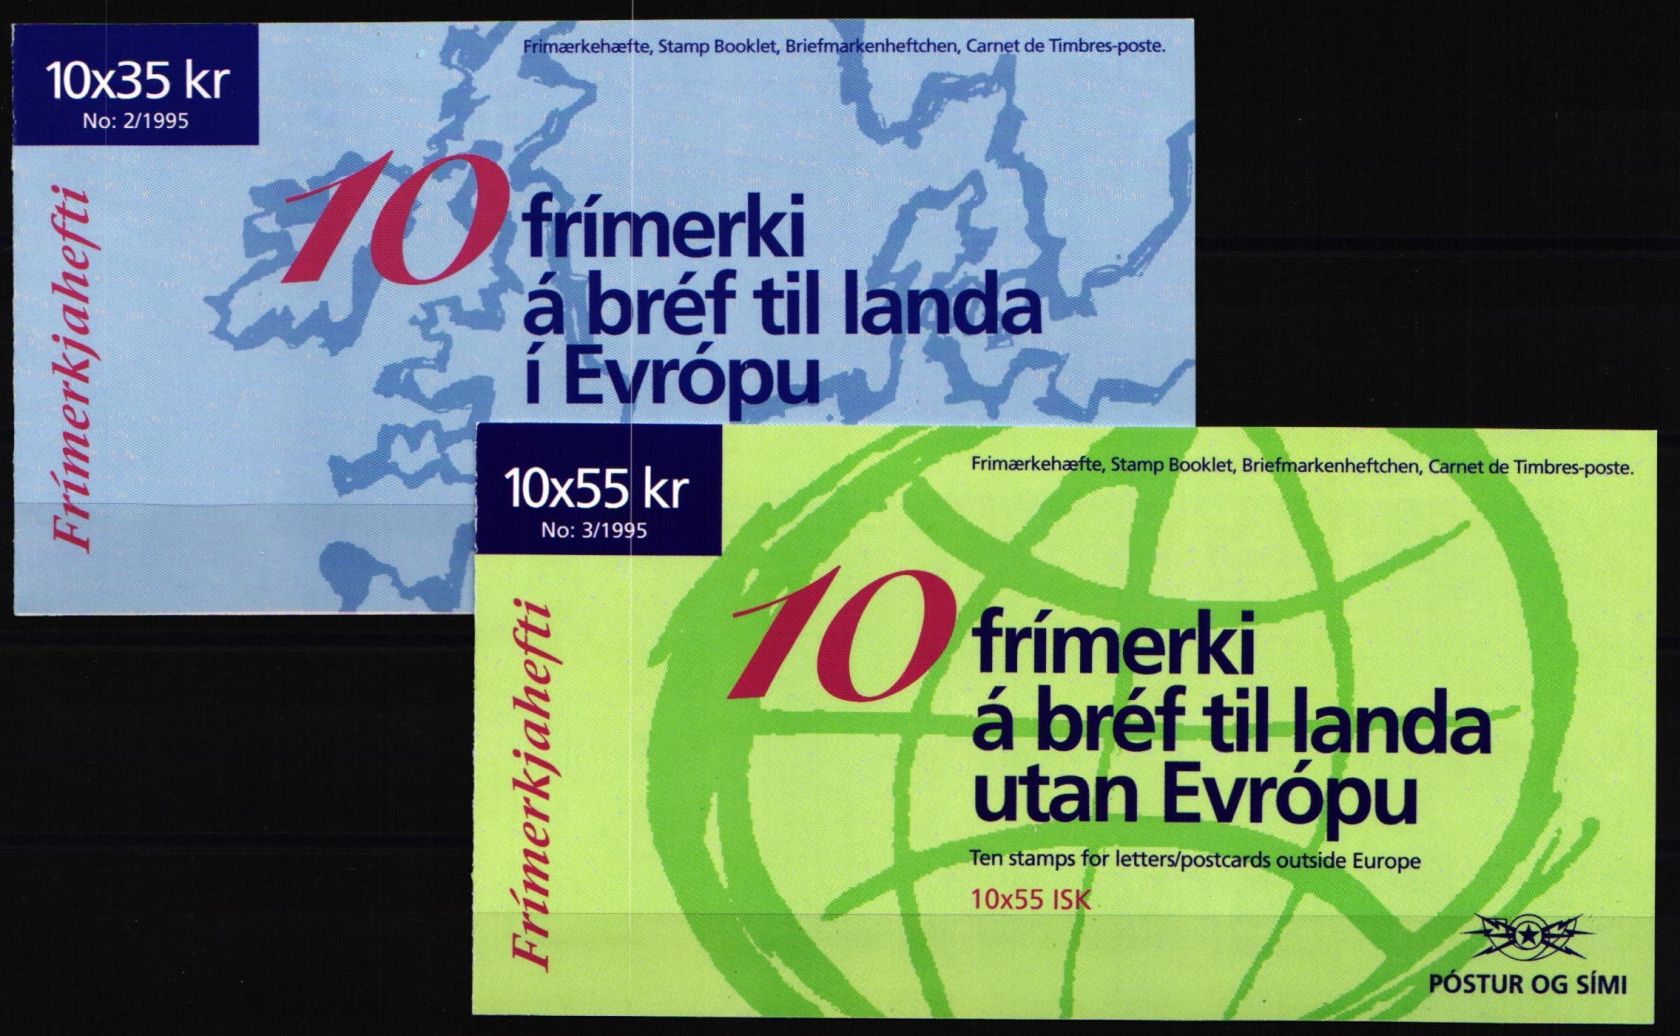 10x35 kr
No: 2/1995
Frimærkehæfte, Stamp Booklet, Briefmarkenheftchen, Carnet de Timbres-poste.
Frímerkjahefti
10 frímerki
á bréf til landa
í Evrópu
10x55 kr
No: 3/1995
Frimærkehæfte, Stamp Booklet, Briefmarkenheftchen, Carnet de Timbres-poste.
Frímerkjahefti
10 frímerki
á bréf til landa
utan Evrópu
Ten stamps for letters/postcards outside Europe
10x55 ISK
PÓSTUR OG SÍMI